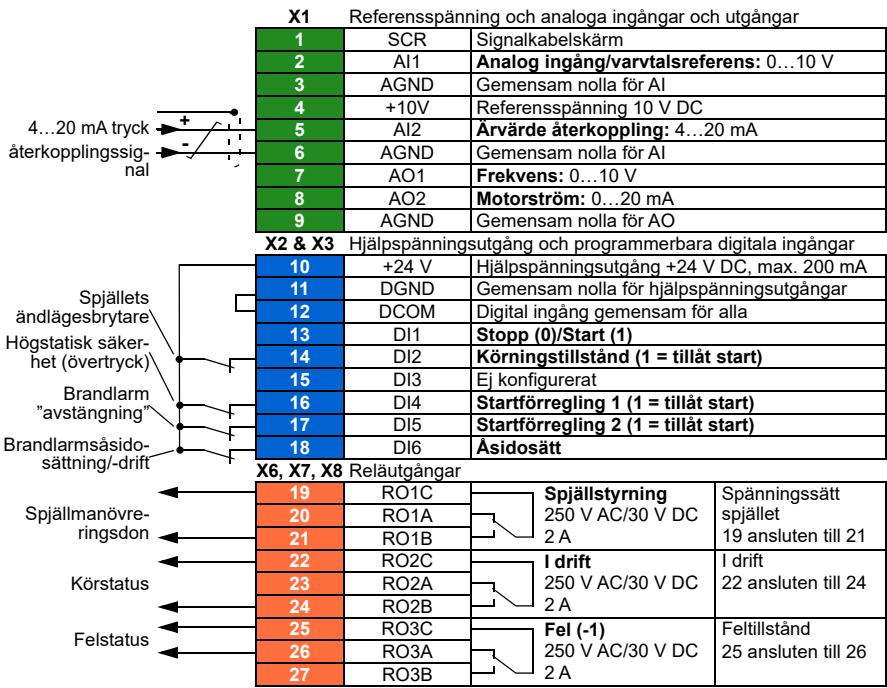 X1 Referensspänning och analoga ingångar och utgångar
1 SCR Signalkabelskärm
2 AI1 Analog ingång/varvtalsreferens: 0…10 V
3 AGND Gemensam nolla för AI
4 +10V Referensspänning 10 V DC
5 AI2 Ärvärde återkoppling: 4…20 mA
6 AGND Gemensam nolla för AI
7 AO1 Frekvens: 0…10 V
8 AO2 Motorström: 0…20 mA
9 AGND Gemensam nolla för AO
4…20 mA tryck
återkopplingssig-
nal
+
-
X2 & X3 Hjälpspänningsutgång och programmerbara digitala ingångar
10 +24 V Hjälpspänningsutgång +24 V DC, max. 200 mA
11 DGND Gemensam nolla för hjälpspänningsutgångar
12 DCOM Digital ingång gemensam för alla
13 DI1 Stopp (0)/Start (1)
14 DI2 Körningstillstånd (1 = tillåt start)
15 DI3 Ej konfigurerat
16 DI4 Startförregling 1 (1 = tillåt start)
17 DI5 Startförregling 2 (1 = tillåt start)
18 DI6 Åsidosätt
Spjällets
ändlägesbrytare
Högstatisk säker-
het (övertryck)
Brandlarm
”avstängning”
Brandlarmsåsido-
sättning/-drift
X6, X7, X8 Reläutgångar
19 RO1C Spjällstyrning Spänningssätt
20 RO1A 250 V AC/30 V DC spjället
21 RO1B 2 A 19 ansluten till 21
22 RO2C I drift I drift
23 RO2A 250 V AC/30 V DC 22 ansluten till 24
24 RO2B 2 A
25 RO3C Fel (-1) Feltillstånd
26 RO3A 250 V AC/30 V DC 25 ansluten till 26
27 RO3B 2 A
Spjällmanövre-
ringsdon
Körstatus
Felstatus